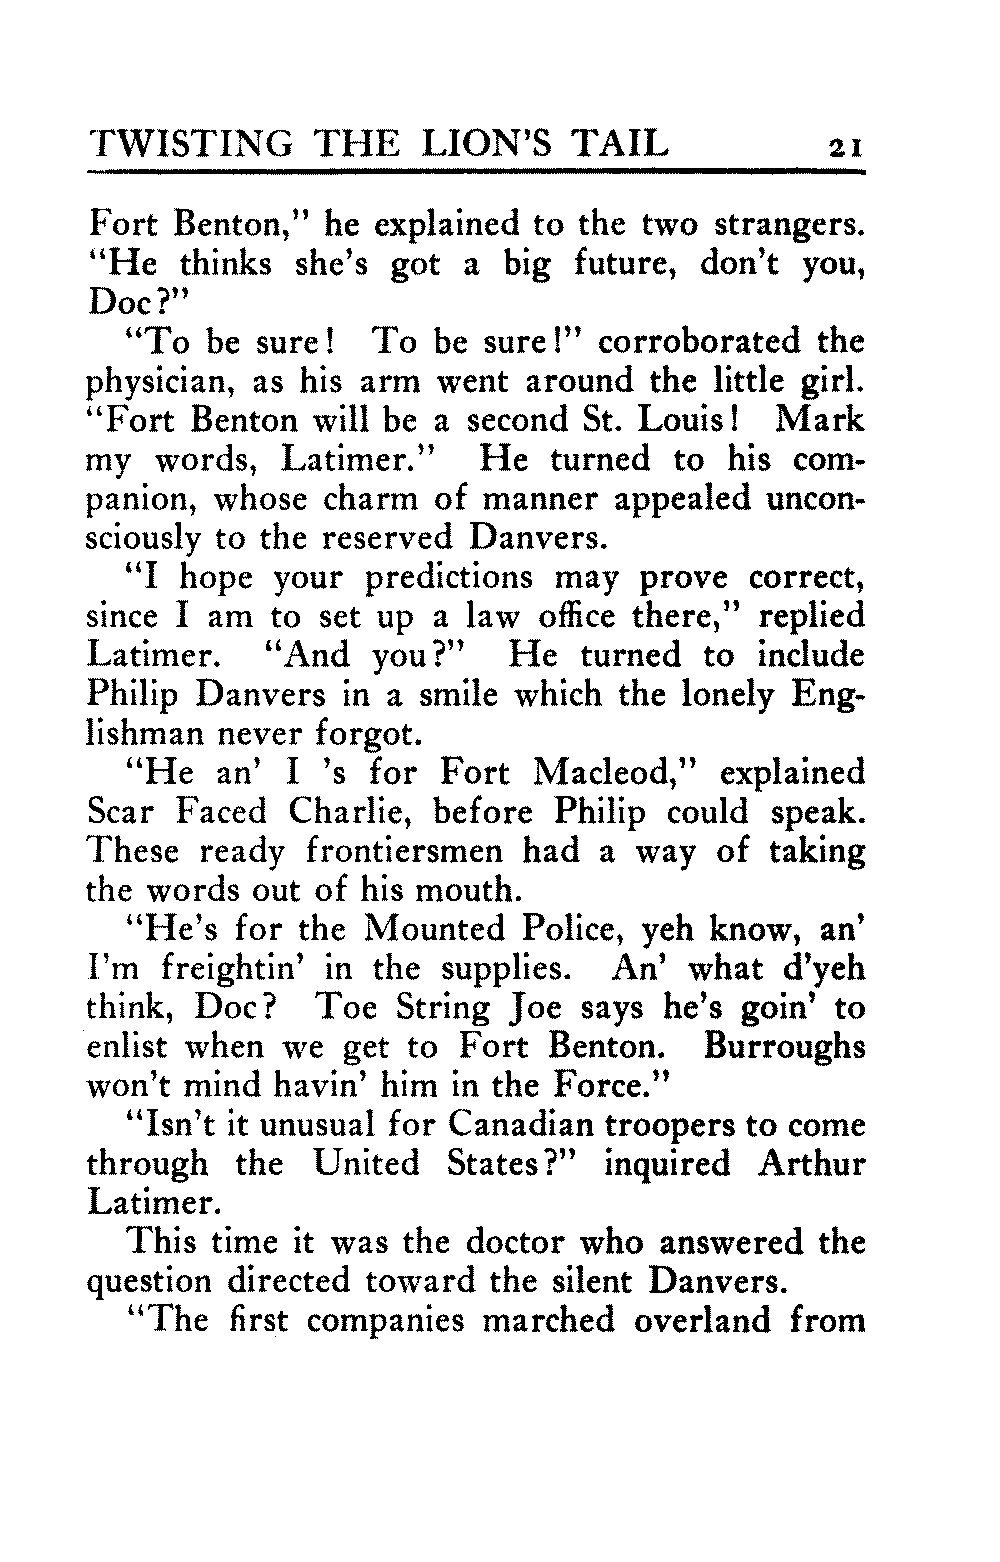 TWISTING THE LION'S TAIL 21
Fort Benton," he explained to the two strangers.
"He thinks she's got a big future, don't you,
Doc?"
"To be sure! To be sure!" corroborated the
physician, as his arm went around the little girl.
"Fort Benton will be a second St. Louis! Mark
my words, Latimer." He turned to his com-
panion, whose charm of manner appealed uncon-
sciously to the reserved Danvers.
"I hope your predictions may prove correct,
since I am to set up a law office there," replied
Latimer. "And you?" He turned to include
Philip Danvers in a smile which the lonely Eng-
lishman never forgot.
"He an' I 's for Fort Macleod," explained
Scar Faced Charlie, before Philip could speak.
These ready frontiersmen had a way of taking
the words out of his mouth.
"He's for the Mounted Police, yeh know, an'
I'm freightin' in the supplies. An' what d'yeh
think, Doc? Toe String Joe says he's goin' to
enlist when we get to Fort Benton. Burroughs
won't mind havin' him in the Force."
"Isn't it unusual for Canadian troopers to come
through the United States?" inquired Arthur
Latimer.
This time it was the doctor who answered the
question directed toward the silent Danvers.
"The first companies marched overland from